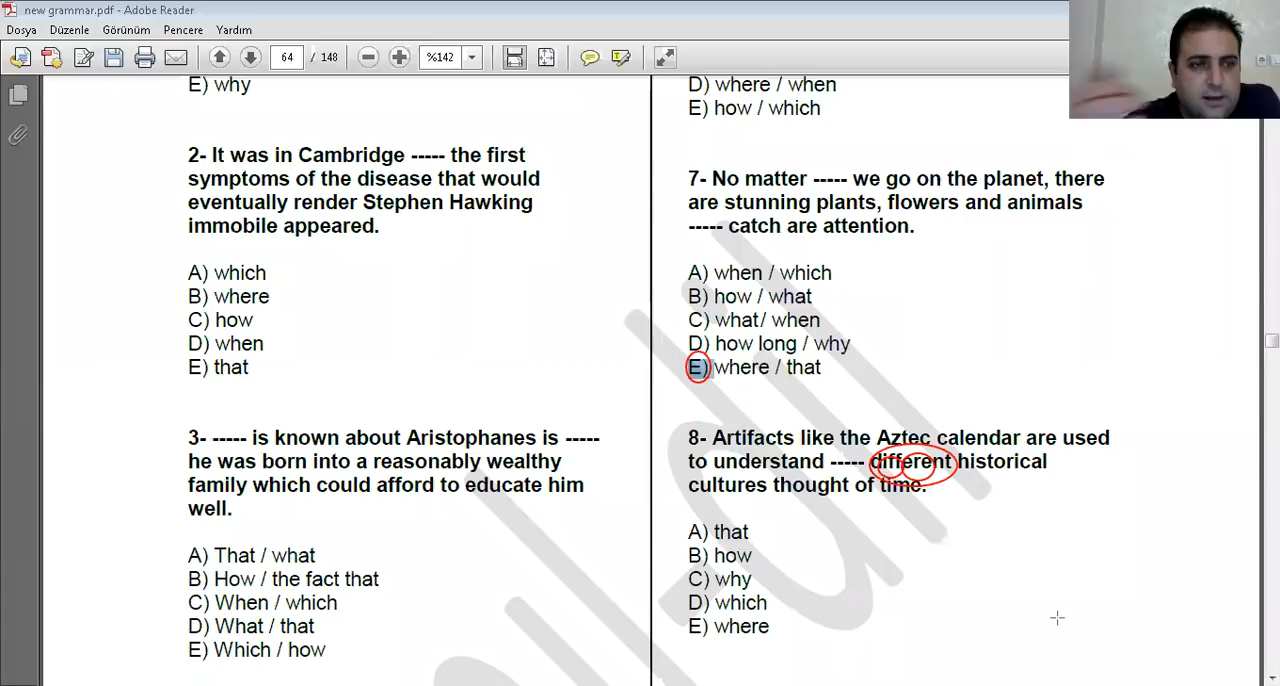 new grammar.pdf - Adobe Reader
Dosya Düzenle Görünüm Pencere Yardım
64 / 148 %142
E) why
2- It was in Cambridge ----- the first
symptoms of the disease that would
eventually render Stephen Hawking
immobile appeared.
A) which
B) where
C) how
D) when
E) that
3- ----- is known about Aristophanes is -----
he was born into a reasonably wealthy
family which could afford to educate him
well.
A) That / what
B) How / the fact that
C) When / which
D) What / that
E) Which / how
D) where / when
E) how / which
7- No matter ----- we go on the planet, there
are stunning plants, flowers and animals
----- catch are attention.
A) when / which
B) how / what
C) what/ when
D) how long / why
E) where / that
8- Artifacts like the Aztec calendar are used
to understand ----- different historical
cultures thought of time.
A) that
B) how
C) why
D) which
E) where